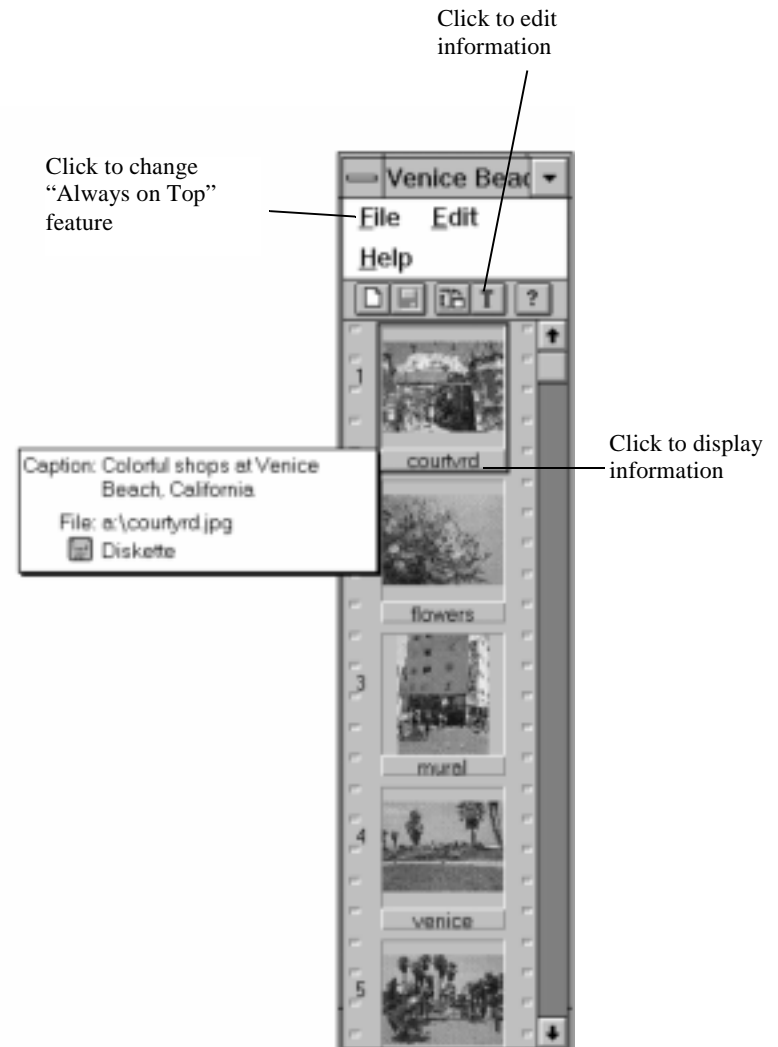 Click to edit
information
Click to change
“Always on Top”
feature
Venice Beac
File Edit
Help
T ?
1
courtyrd
Click to display
information
Caption: Colorful shops at Venice
Beach, California
File: a:\courtyrd.jpg
Diskette
flowers
3
mural
4
venice
5